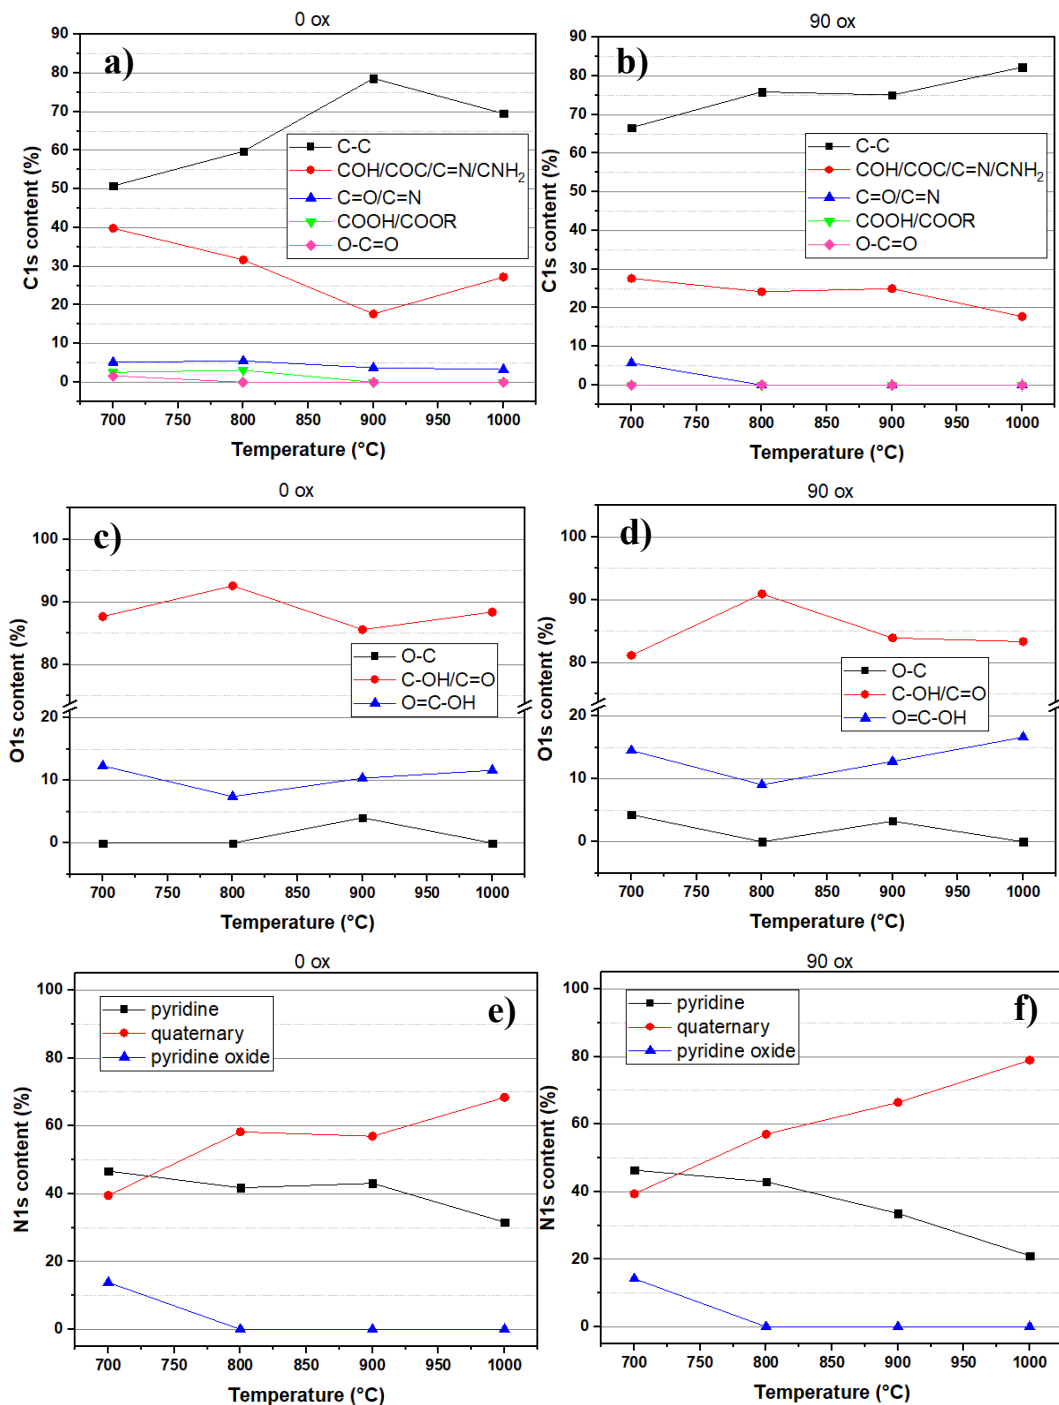 0 ox
a)
90
80
70
60
50
40
30
20
10
0
C1s content (%)
C-C
COH/COC/C=N/CNH₂
C=O/C=N
COOH/COOR
O-C=O
700 750 800 850 900 950 1000
Temperature (°C)
90 ox
b)
90
80
70
60
50
40
30
20
10
0
C1s content (%)
C-C
COH/COC/C=N/CNH₂
C=O/C=N
COOH/COOR
O-C=O
700 750 800 850 900 950 1000
Temperature (°C)
0 ox
c)
100
90
80
20
10
0
O1s content (%)
O-C
C-OH/C=O
O=C-OH
700 750 800 850 900 950 1000
Temperature (°C)
90 ox
d)
100
90
80
20
10
0
O1s content (%)
O-C
C-OH/C=O
O=C-OH
700 750 800 850 900 950 1000
Temperature (°C)
0 ox
e)
100
80
60
40
20
0
N1s content (%)
pyridine
quaternary
pyridine oxide
700 750 800 850 900 950 1000
Temperature (°C)
90 ox
f)
100
80
60
40
20
0
N1s content (%)
pyridine
quaternary
pyridine oxide
700 750 800 850 900 950 1000
Temperature (°C)